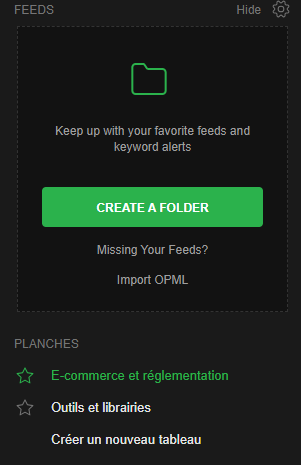 FEEDS
Hide
Keep up with your favorite feeds and
keyword alerts
CREATE A FOLDER
Missing Your Feeds?
Import OPML
PLANCHES
E-commerce et réglementation
Outils et librairies
Créer un nouveau tableau